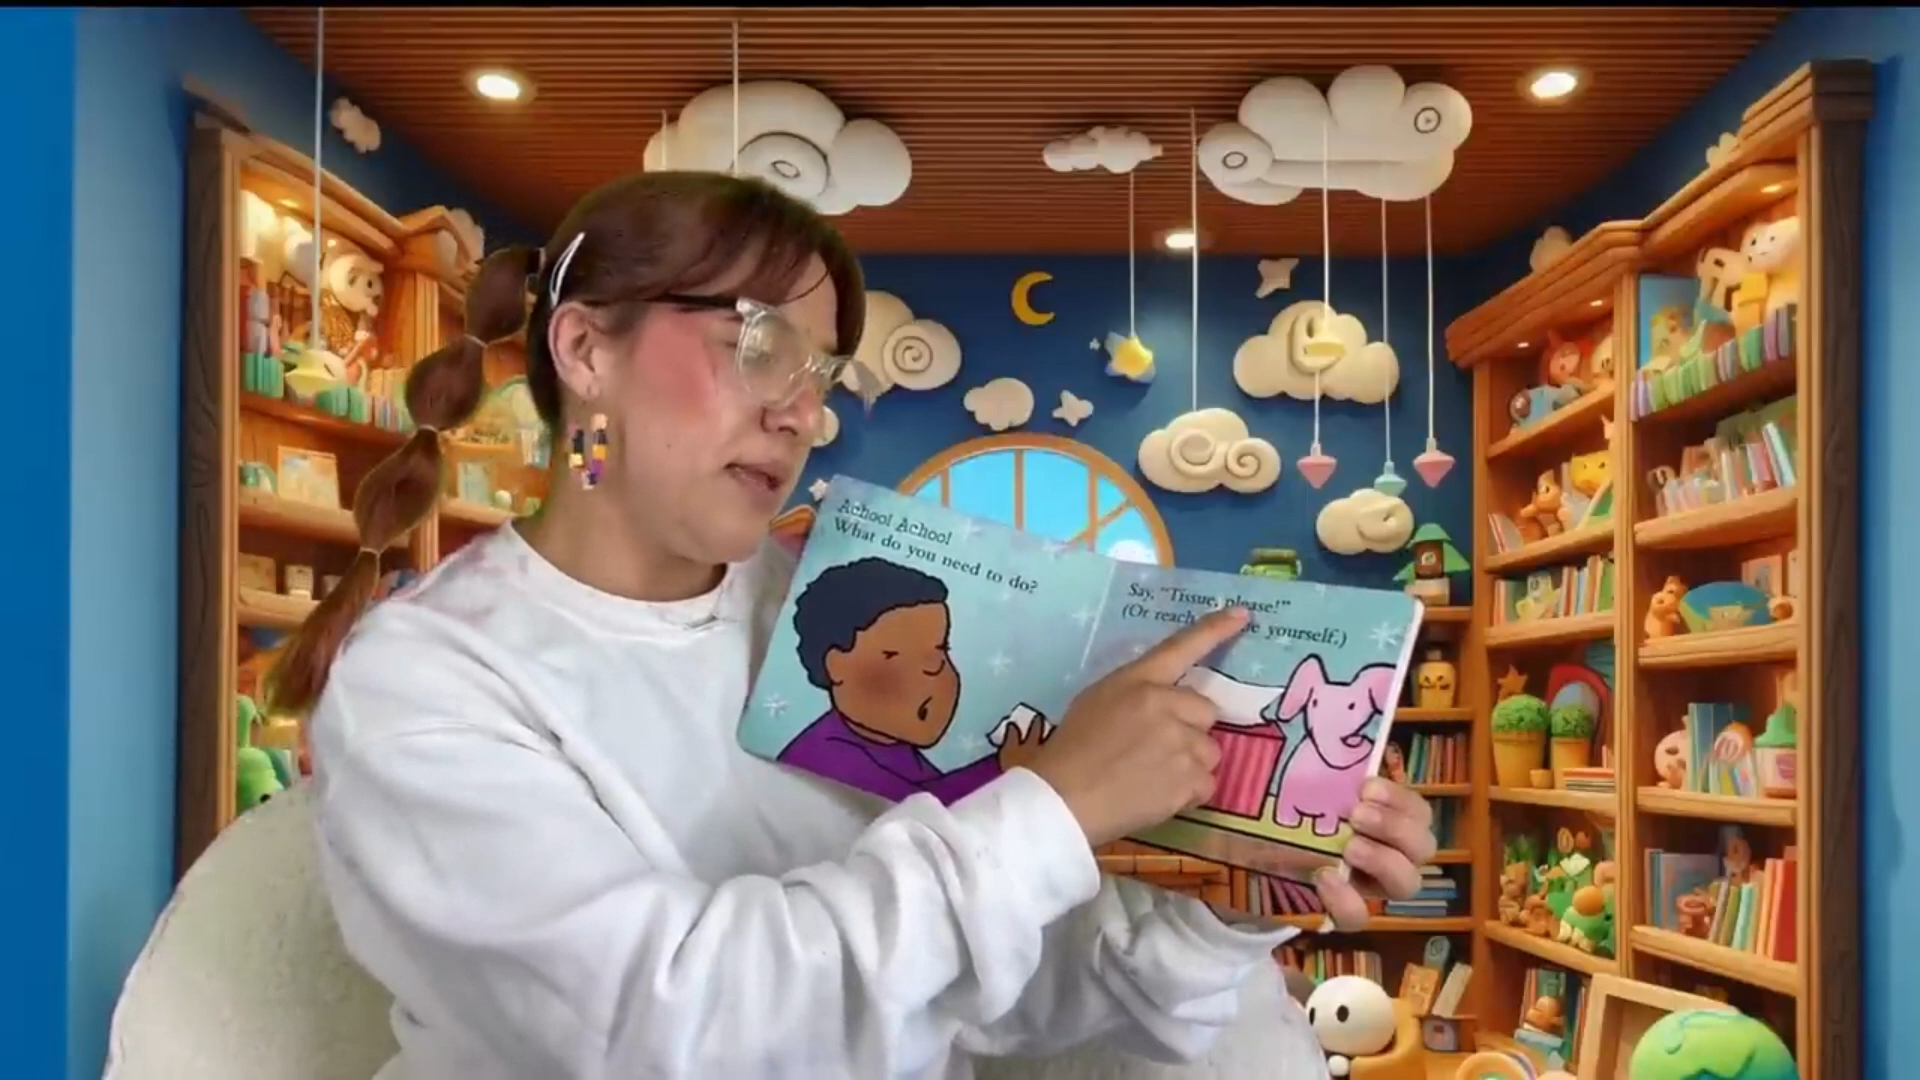 Achoo! Achoo!
What do you need to do?
Say, "Tissue, please!"
(Or reach yourself.)